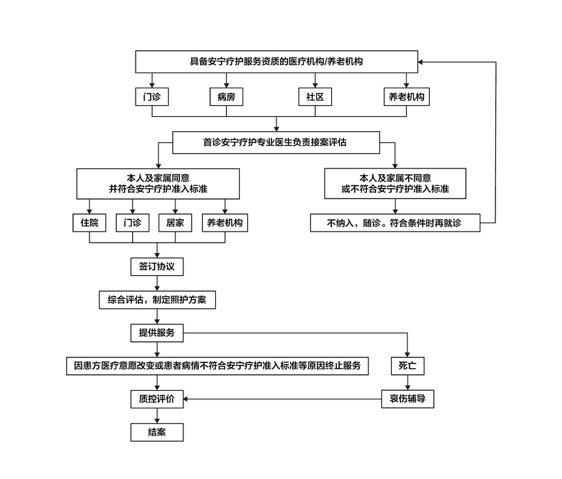 具备安宁疗护服务资质的医疗机构/养老机构
门诊
病房
社区
养老机构
首诊安宁疗护专业医生负责接案评估
本人及家属同意
并符合安宁疗护准入标准
本人及家属不同意
或不符合安宁疗护准入标准
住院
门诊
居家
养老机构
不纳入，随诊。符合条件时再就诊
签订协议
综合评估，制定照护方案
提供服务
因患方医疗意愿改变或患者病情不符合安宁疗护准入标准等原因终止服务
死亡
质控评价
哀伤辅导
结案